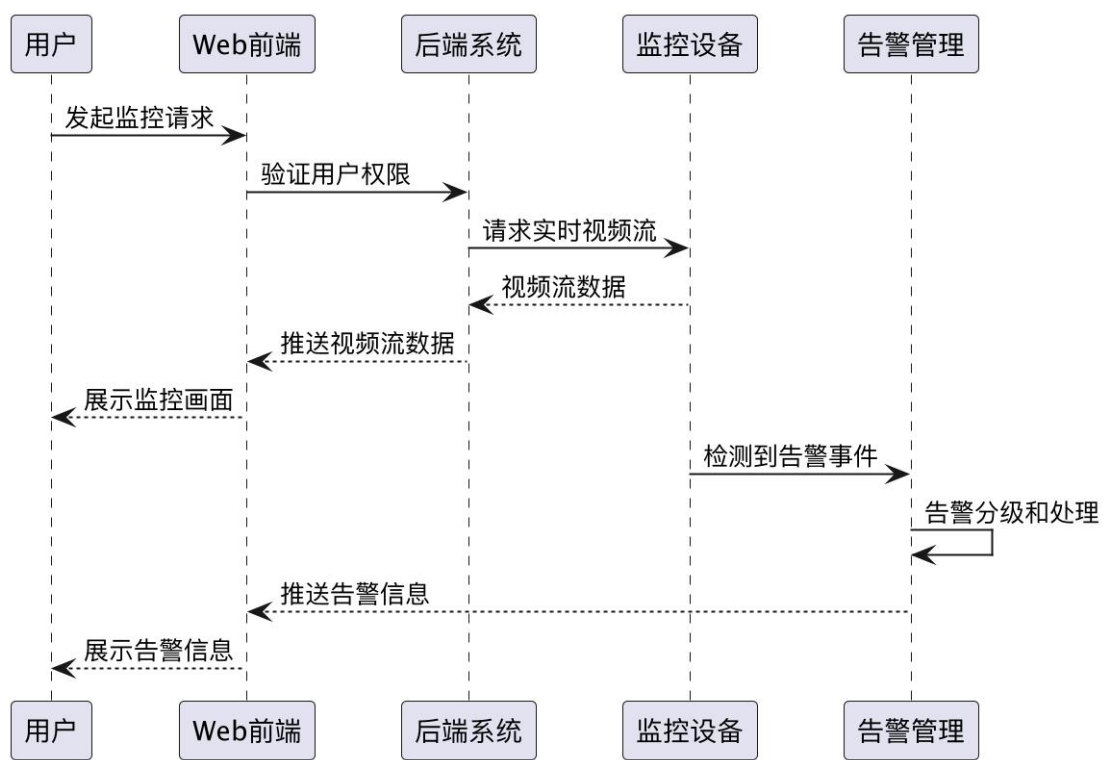 用户
Web前端
后端系统
监控设备
告警管理
发起监控请求
验证用户权限
请求实时视频流
视频流数据
推送视频流数据
展示监控画面
检测到告警事件
告警分级和处理
推送告警信息
展示告警信息
用户
Web前端
后端系统
监控设备
告警管理